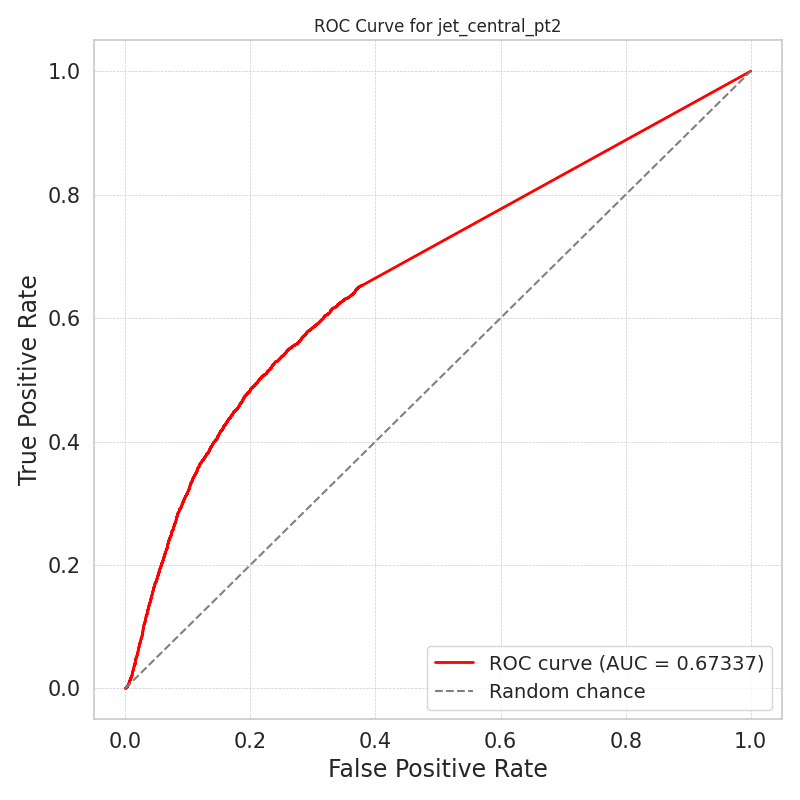 ROC Curve for jet_central_pt2
True Positive Rate
1.0
0.8
0.6
0.4
0.2
0.0
ROC curve (AUC = 0.67337)
Random chance
0.0 0.2 0.4 0.6 0.8 1.0
False Positive Rate